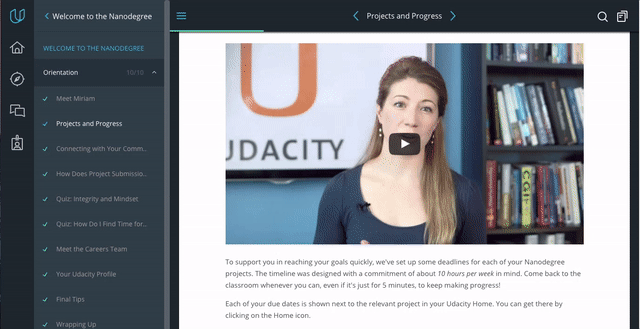 Welcome to the Nanodegree
WELCOME TO THE NANODEGREE
Orientation 10/10
Meet Miriam
Projects and Progress
Connecting with Your Comm..
How Does Project Submissio..
Quiz: Integrity and Mindset
Quiz: How Do I Find Time for..
Meet the Careers Team
Your Udacity Profile
Final Tips
Wrapping Up
Projects and Progress
UDACITY
To support you in reaching your goals quickly, we've set up some deadlines for each of your Nanodegree
projects. The timeline was designed with a commitment of about 10 hours per week in mind. Come back to the
classroom whenever you can, even if it's just for 5 minutes, to keep making progress!
Each of your due dates is shown next to the relevant project in your Udacity Home. You can get there by
clicking on the Home icon.